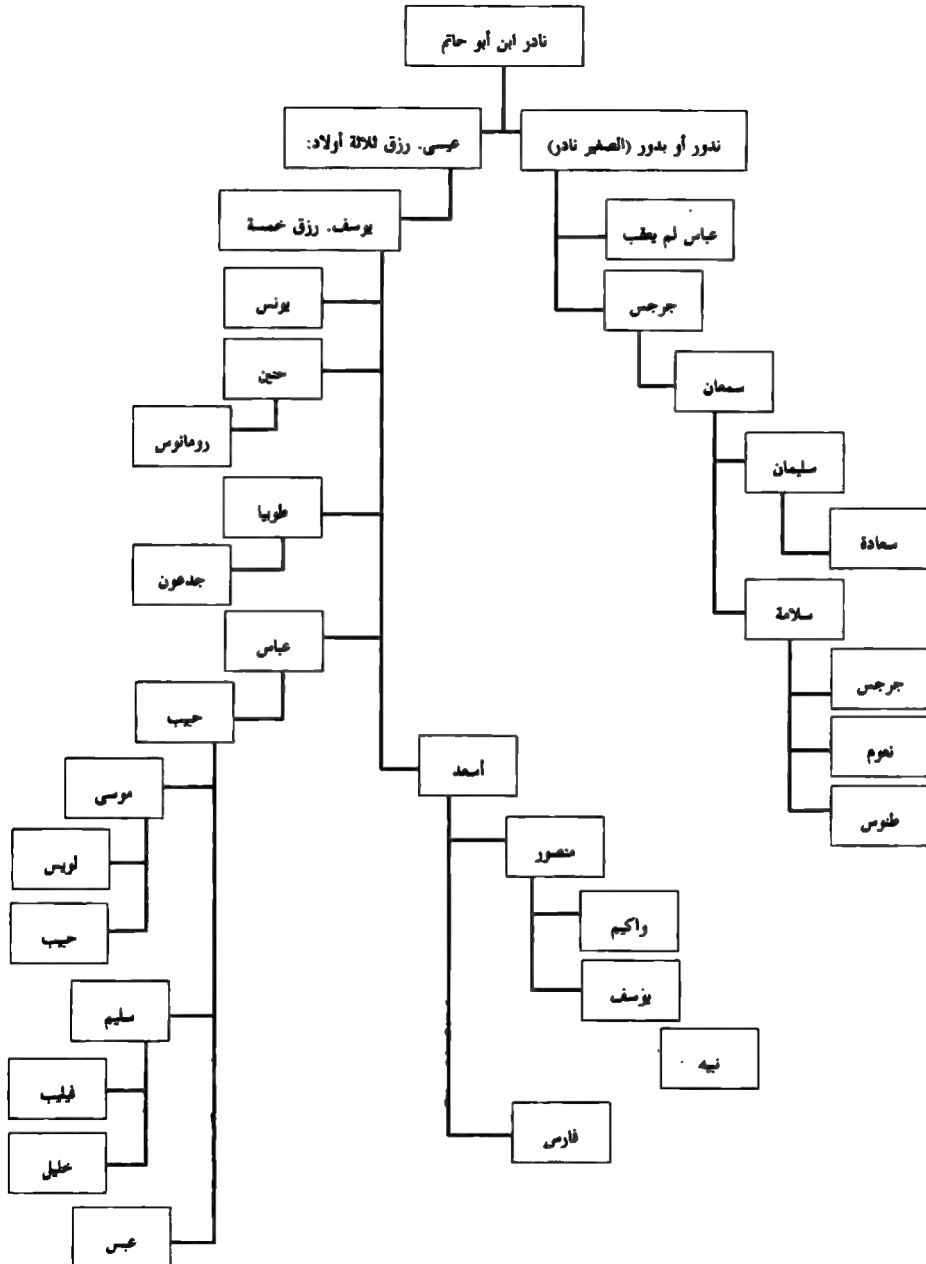 نادر ابن أبو حاتم
ندور أو بدور (الصغير نادر)
عيسى. رزق ثلاثة أولاد:
عباس لم يعقب
جرجس
سمعان
سليمان
سعادة
سلامة
جرجس
نعوم
طنوس
يوسف. رزق خمسة
يونس
حنين
رومانوس
طوبيا
جدعون
عباس
حبيب
موسى
لويس
حبيب
سليم
فيليب
خليل
عبس
أسعد
منصور
واكيم
يؤسف
نبيه
فارس